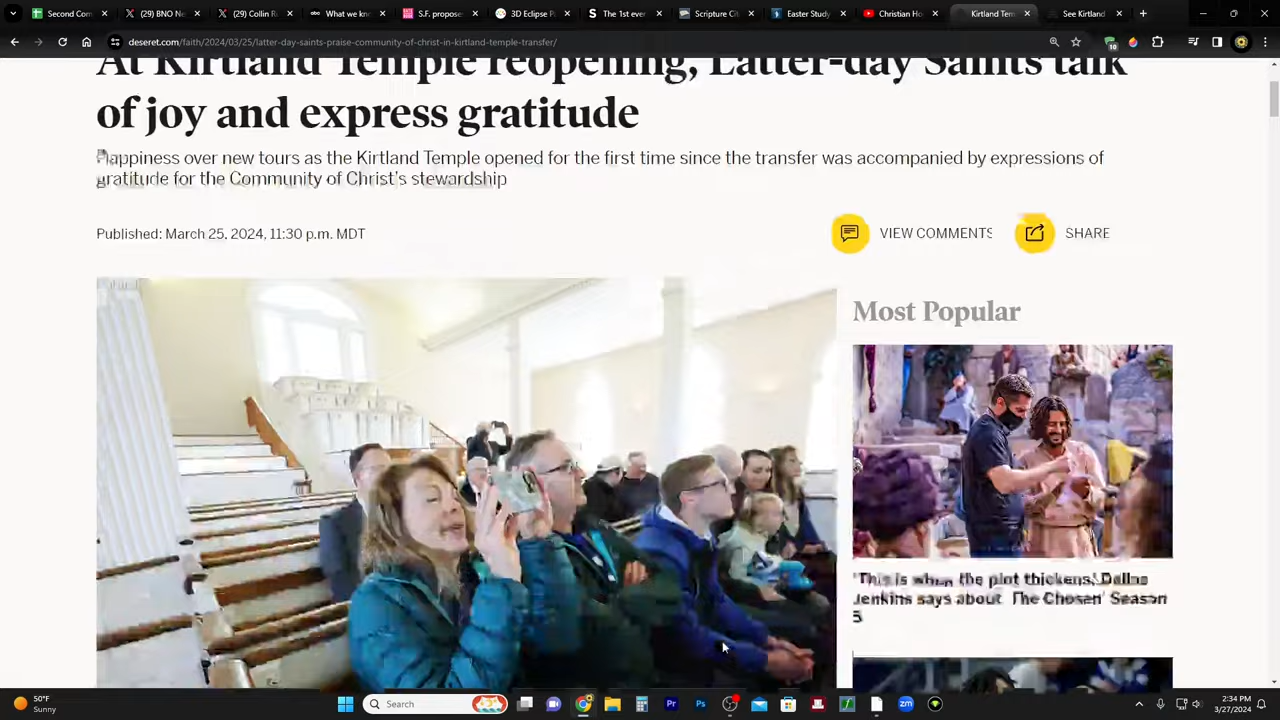 Second Com
(29) BNO Ne
(29) Collin Ru
What we kno
S.F. propose
3D Eclipse Pa
The 1st ever
Scripture Cit
Easter Study
Christian Ho
Kirtland Tem
See Kirtland
deseret.com/faith/2024/03/25/latter-day-saints-praise-community-of-christ-in-kirtland-temple-transfer/
10
At Kirtland Temple reopening, Latter-day Saints talk
of joy and express gratitude
Happiness over new tours as the Kirtland Temple opened for the first time since the transfer was accompanied by expressions of
gratitude for the Community of Christ's stewardship
Published: March 25, 2024, 11:30 p.m. MDT
VIEW COMMENTS
SHARE
Most Popular
'This is when the plot thickens,' Dallas
Jenkins says about 'The Chosen' Season
5
50°F
Sunny
Search
2:34 PM
3/27/2024